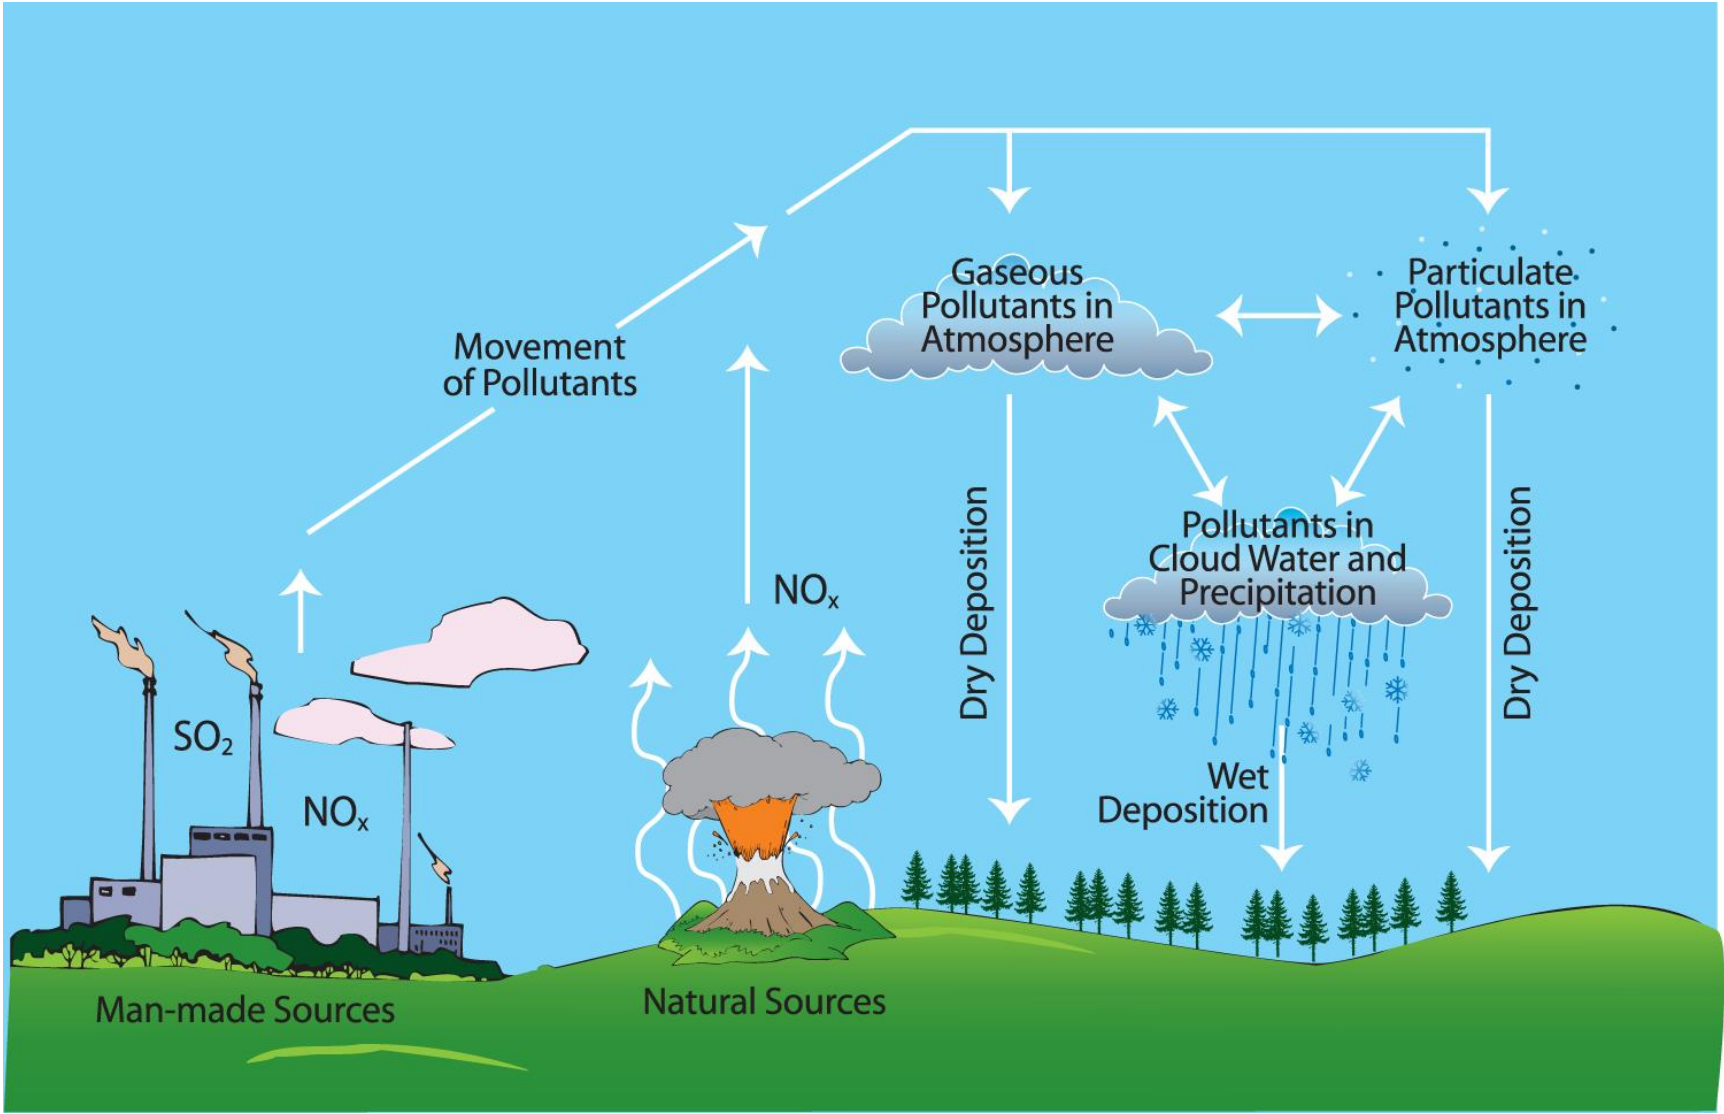 Gaseous
Pollutants in
Atmosphere
Particulate
Pollutants in
Atmosphere
Movement
of Pollutants
Pollutants in
Cloud Water and
Precipitation
Dry Deposition
Dry Deposition
NOx
SO2
NOx
Wet
Deposition
Man-made Sources
Natural Sources